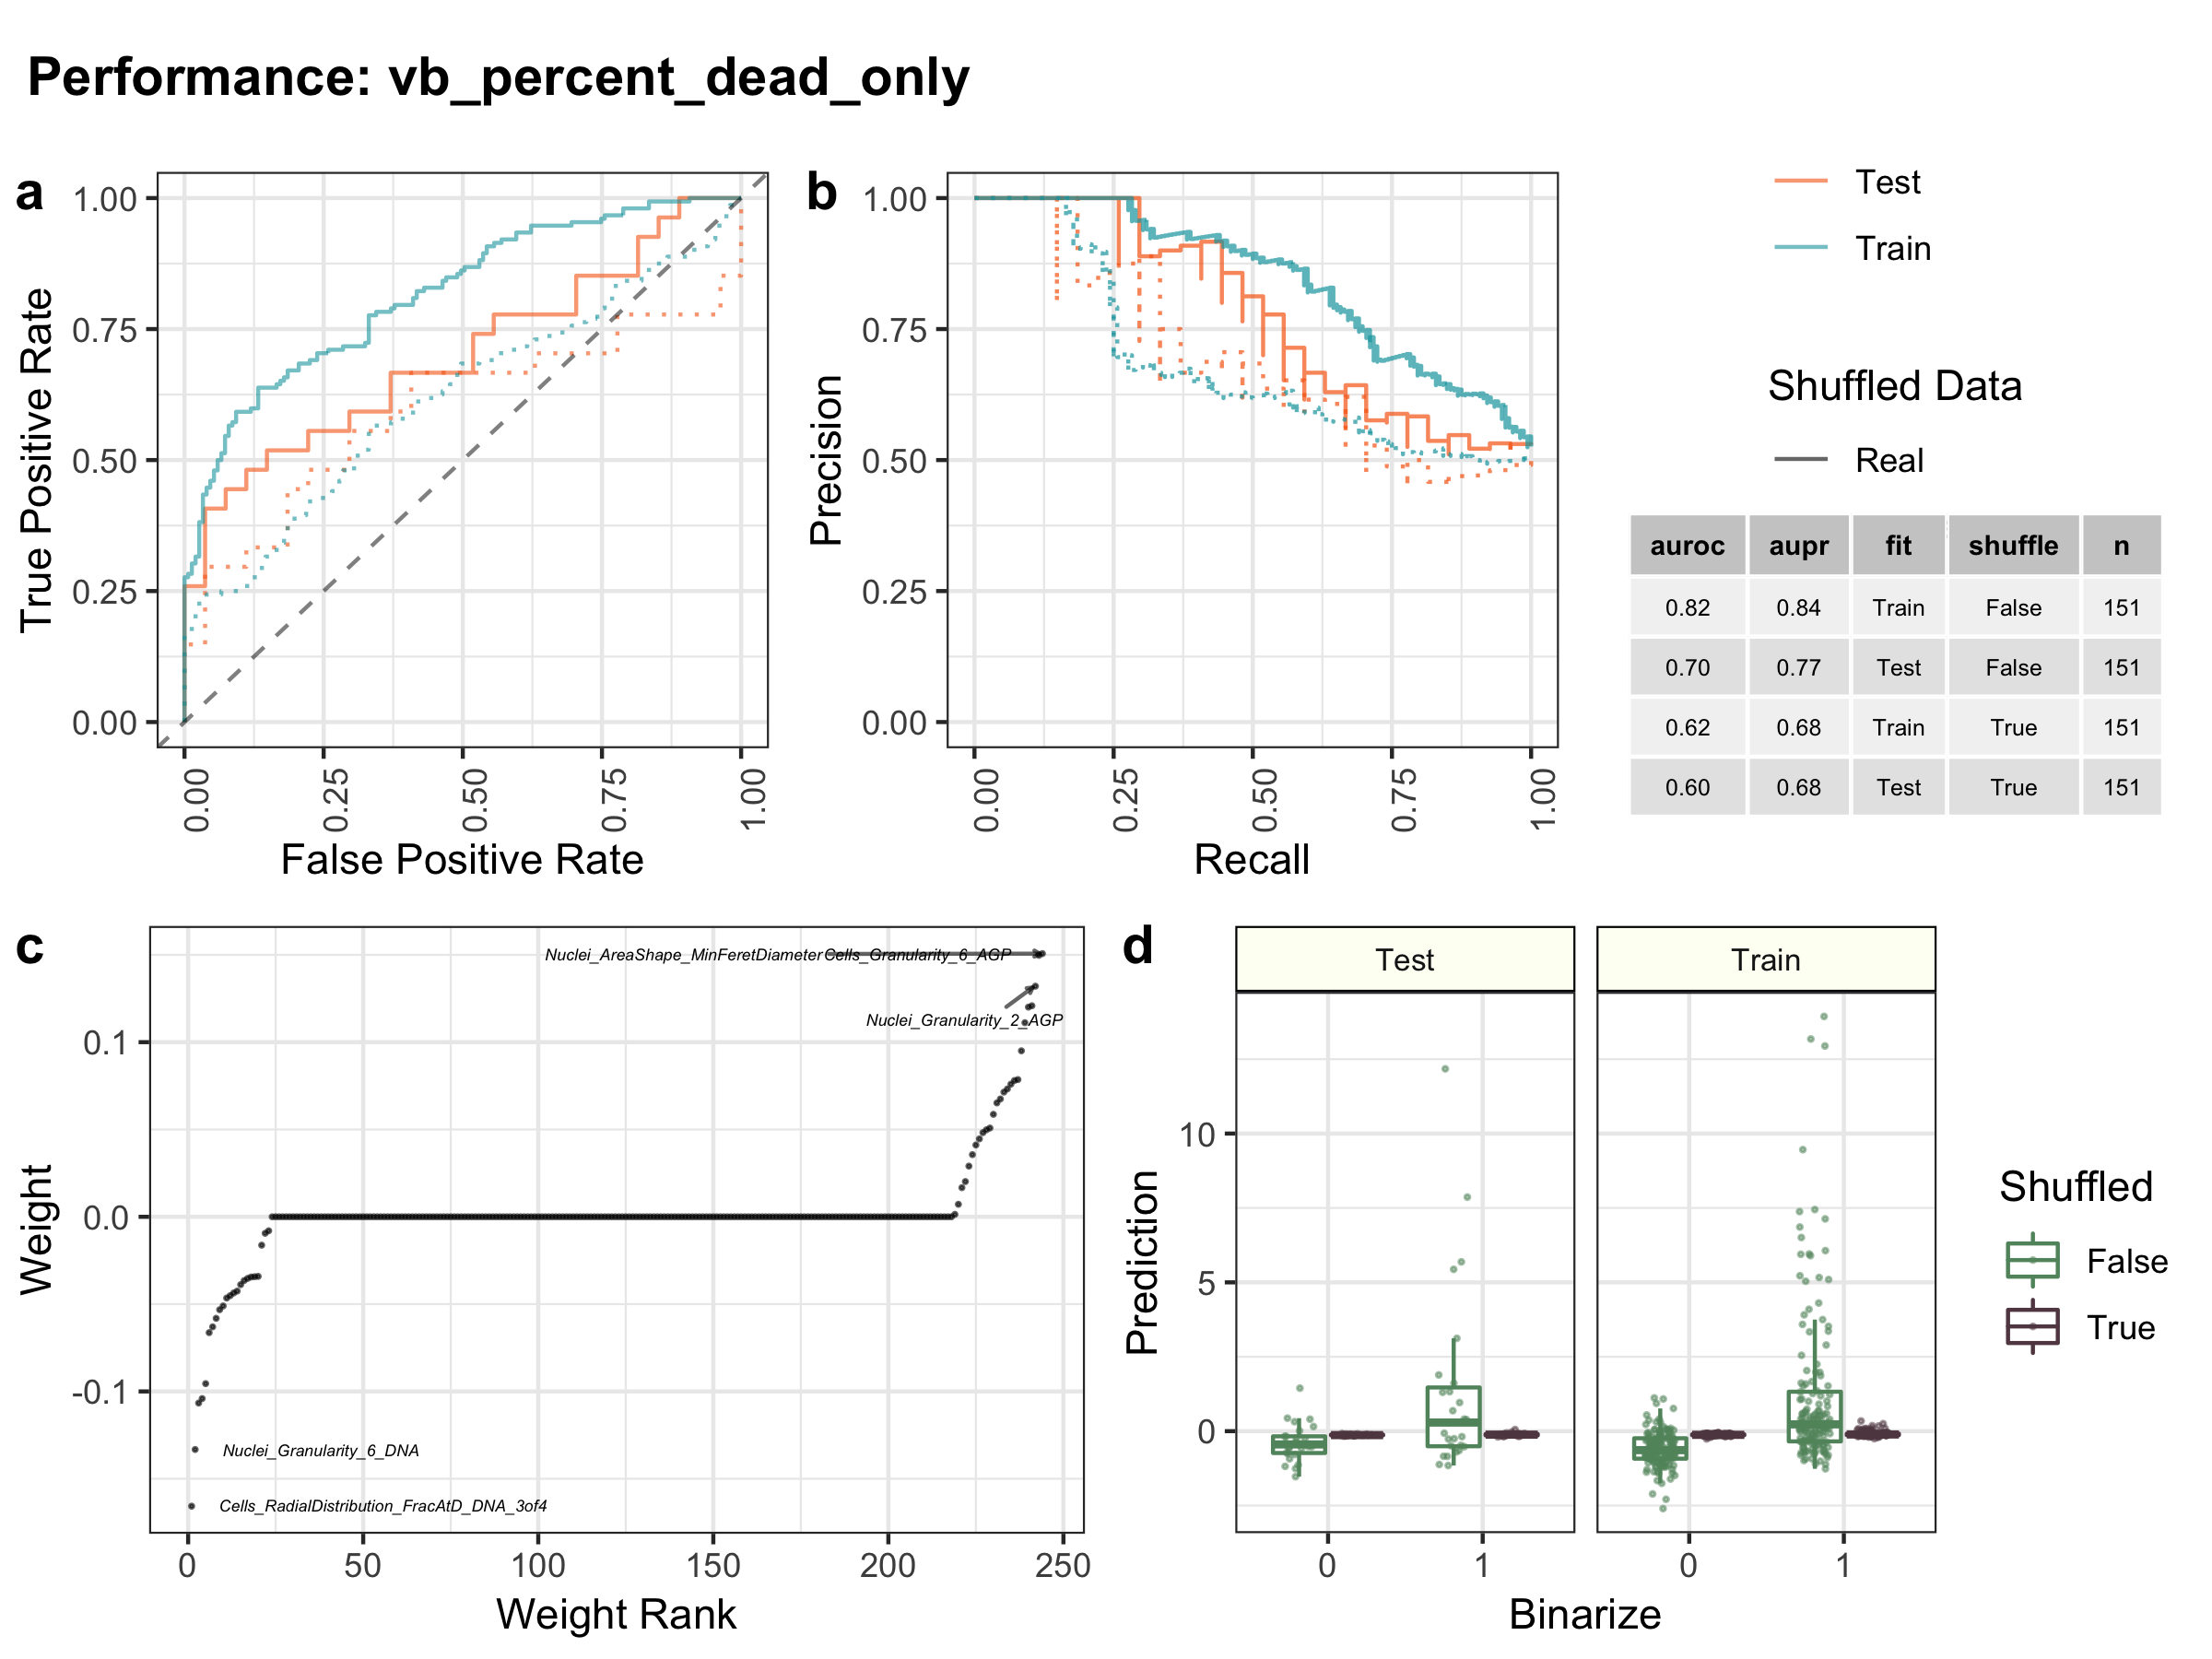 Performance: vb_percent_dead_only
a
1.00
0.75
0.50
0.25
0.00
True Positive Rate
0.00
0.25
0.50
0.75
1.00
False Positive Rate
b
1.00
0.75
0.50
0.25
0.00
Precision
0.00
0.25
0.50
0.75
1.00
Recall
Test
Train
Shuffled Data
Real
auroc aupr fit shuffle n
0.82 0.84 Train False 151
0.70 0.77 Test False 151
0.62 0.68 Train True 151
0.60 0.68 Test True 151
c
Nuclei_AreaShape_MinFeretDiameter Cells_Granularity_6_AGP
Nuclei_Granularity_2_AGP
Nuclei_Granularity_6_DNA
Cells_RadialDistribution_FracAtD_DNA_3of4
0.1
0.0
-0.1
Weight
0 50 100 150 200 250
Weight Rank
d
Test Train
10
5
0
Prediction
0 1 0 1
Binarize
Shuffled
False
True